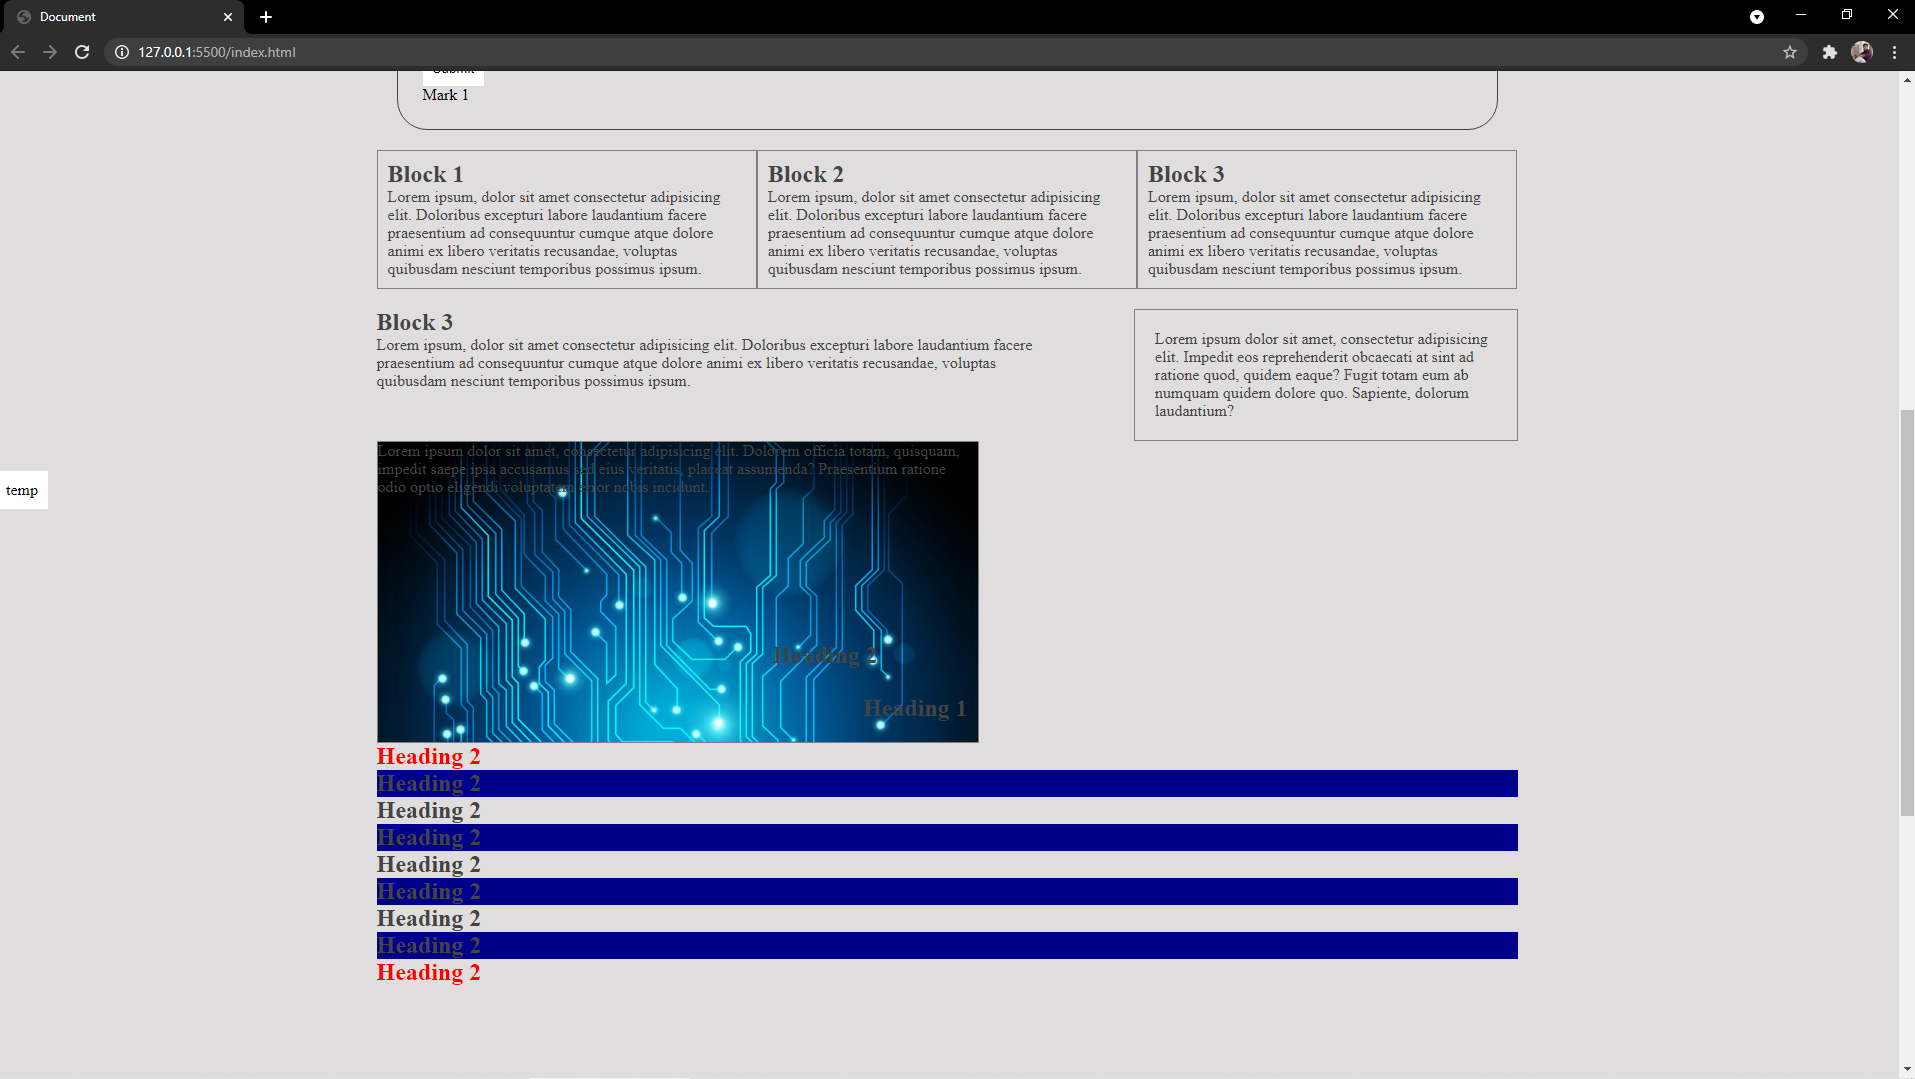 Document
127.0.0.1:5500/index.html
Submit
Mark 1
Block 1
Lorem ipsum, dolor sit amet consectetur adipisicing
elit. Doloribus excepturi labore laudantium facere
praesentium ad consequuntur cumque atque dolore
animi ex libero veritatis recusandae, voluptas
quibusdam nesciunt temporibus possimus ipsum.
Block 2
Lorem ipsum, dolor sit amet consectetur adipisicing
elit. Doloribus excepturi labore laudantium facere
praesentium ad consequuntur cumque atque dolore
animi ex libero veritatis recusandae, voluptas
quibusdam nesciunt temporibus possimus ipsum.
Block 3
Lorem ipsum, dolor sit amet consectetur adipisicing
elit. Doloribus excepturi labore laudantium facere
praesentium ad consequuntur cumque atque dolore
animi ex libero veritatis recusandae, voluptas
quibusdam nesciunt temporibus possimus ipsum.
Block 3
Lorem ipsum, dolor sit amet consectetur adipisicing elit. Doloribus excepturi labore laudantium facere
praesentium ad consequuntur cumque atque dolore animi ex libero veritatis recusandae, voluptas
quibusdam nesciunt temporibus possimus ipsum.
Lorem ipsum dolor sit amet, consectetur adipisicing
elit. Impedit eos reprehenderit obcaecati at sint ad
ratione quod, quidem eaque? Fugit totam eum ab
numquam quidem dolore quo. Sapiente, dolorum
laudantium?
Lorem ipsum dolor sit amet, consectetur adipisicing elit. Dolorem officia totam, quisquam,
impedit saepe ipsa accusamus sed eius veritatis, placeat assumenda? Praesentium ratione
odio optio eligendi voluptatem error nobis incidunt.
temp
Heading 2
Heading 1
Heading 2
Heading 2
Heading 2
Heading 2
Heading 2
Heading 2
Heading 2
Heading 2
Heading 2